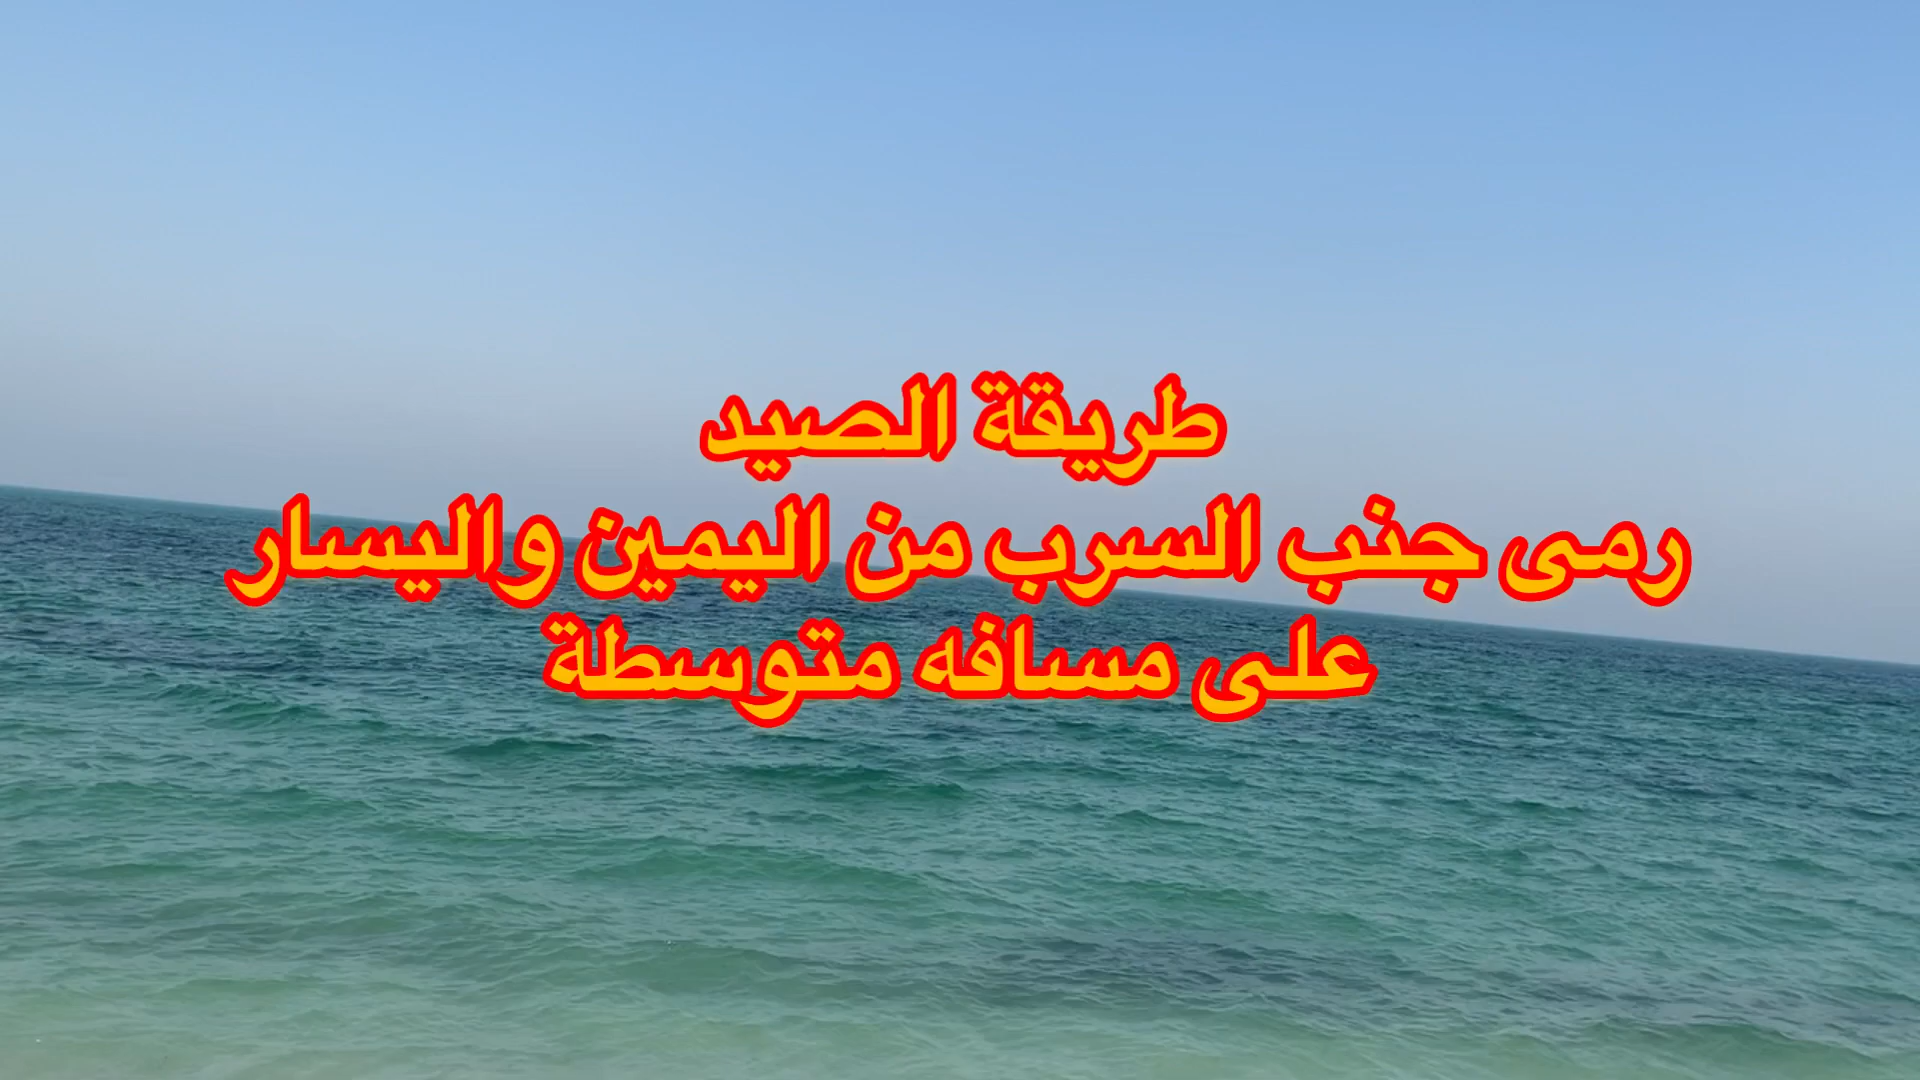 طريقة الصيد
رمى جنب السرب من اليمين واليسار
على مسافه متوسطة